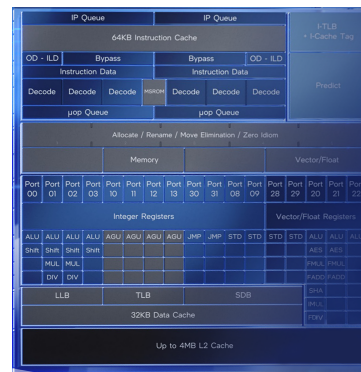 IP Queue IP Queue
64KB Instruction Cache
I-TLB
+ I-Cache Tag
OD - ILD Bypass Bypass OD - ILD
Instruction Data Instruction Data
Predict
Decode Decode Decode MSROM Decode Decode Decode
µop Queue µop Queue
Allocate / Rename / Move Elimination / Zero Idiom
Memory Vector/Float
Port 00 Port 01 Port 02 Port 03 Port 10 Port 11 Port 12 Port 13 Port 30 Port 31 Port 08 Port 09 Port 28 Port 29 Port 20 Port 21 Port 22
Integer Registers Vector/Float Registers
ALU ALU ALU ALU AGU AGU AGU AGU JMP JMP STD STD STD STD ALU ALU ALU
Shift Shift Shift Shift AES AES
MUL MUL FMUL FMUL
DIV DIV FADD FADD
LLB TLB SDB SHA
32KB Data Cache IMUL
FDIV
Up to 4MB L2 Cache